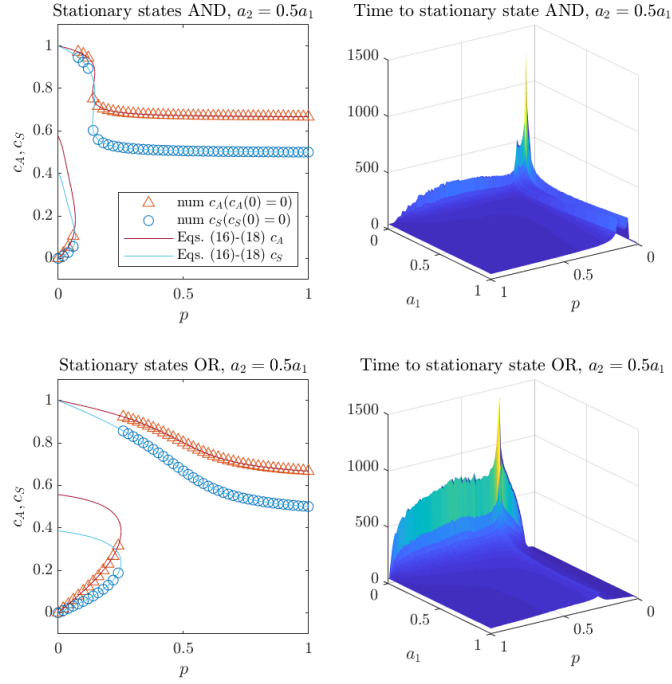 Stationary states AND, a₂ = 0.5a₁
1
0.8
0.6
0.4
0.2
0
c_A, c_S
0
0.5
1
p
num c_A(c_A(0) = 0)
num c_S(c_S(0) = 0)
Eqs. (16)-(18) c_A
Eqs. (16)-(18) c_S
Time to stationary state AND, a₂ = 0.5a₁
1500
1000
500
0
0
0.5
1
a₁
1
0.5
0
p
Stationary states OR, a₂ = 0.5a₁
1
0.8
0.6
0.4
0.2
0
c_A, c_S
0
0.5
1
p
Time to stationary state OR, a₂ = 0.5a₁
1500
1000
500
0
0
0.5
1
a₁
1
0.5
0
p